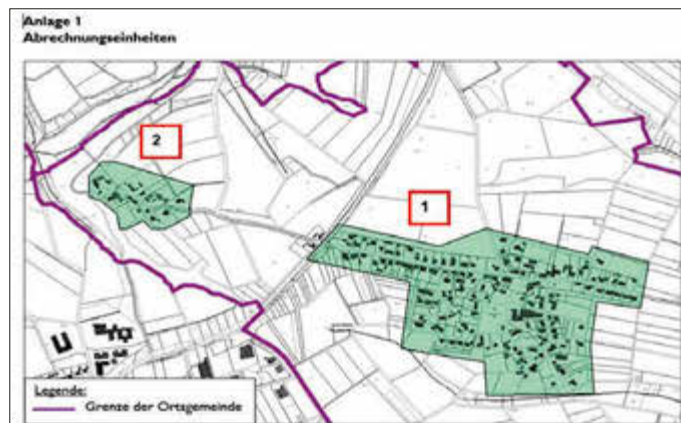 Anlage 1
Abrechnungseinheiten
2
1
Legende:
Grenze der Ortsgemeinde